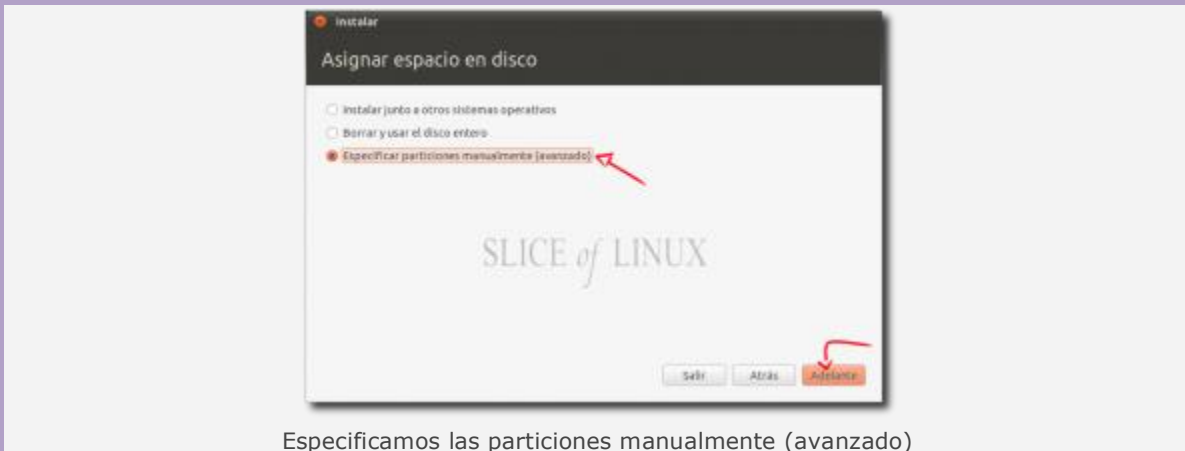 Instalar
Asignar espacio en disco
Instalar junto a otros sistemas operativos
Borrar y usar el disco entero
Especificar particiones manualmente (avanzado)
SLICE of LINUX
Salir Atrás Adelante
Especificamos las particiones manualmente (avanzado)